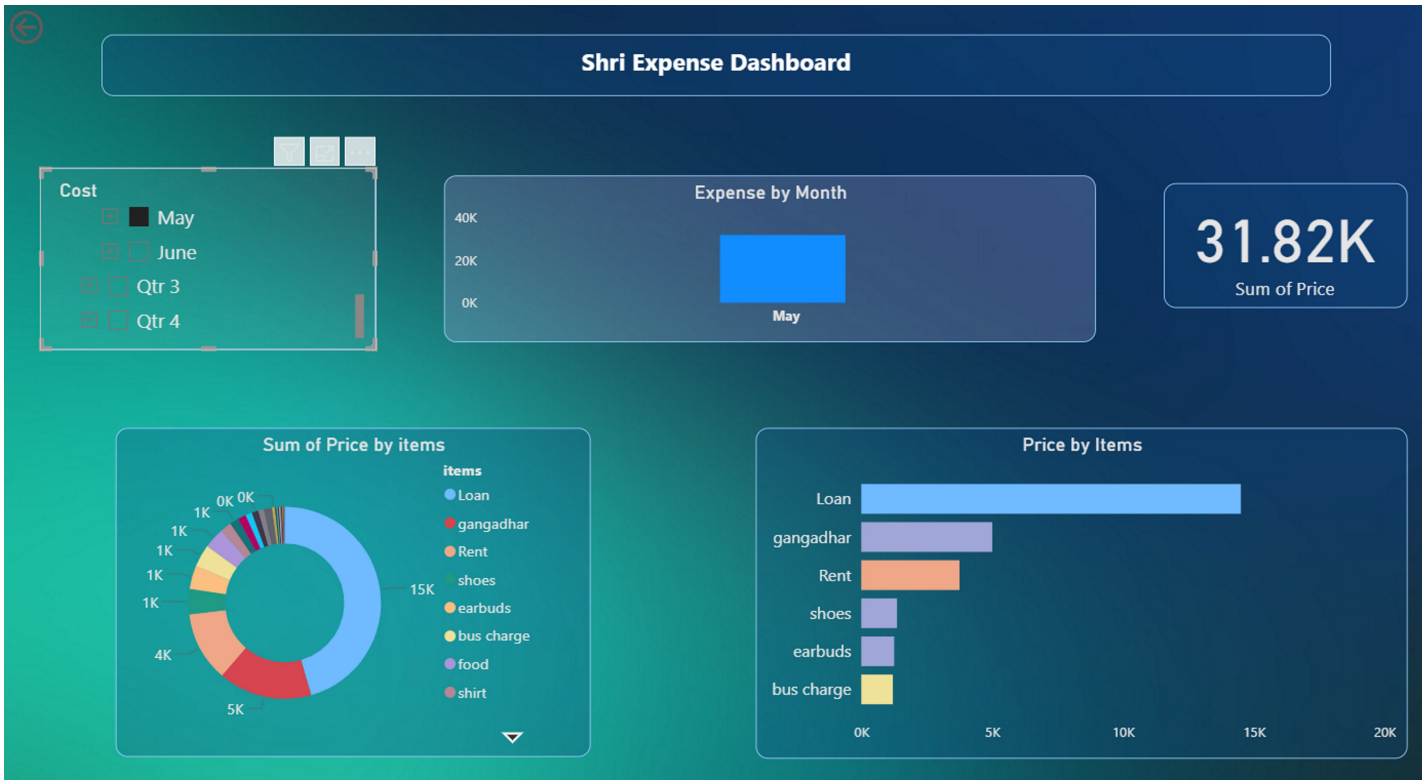 Shri Expense Dashboard
Cost
May
June
Qtr 3
Qtr 4
Expense by Month
40K
20K
0K
May
31.82K
Sum of Price
Sum of Price by items
0K 0K
1K
1K
1K
1K
1K
4K
5K
15K
items
Loan
gangadhar
Rent
shoes
earbuds
bus charge
food
shirt
Price by Items
Loan
gangadhar
Rent
shoes
earbuds
bus charge
0K 5K 10K 15K 20K